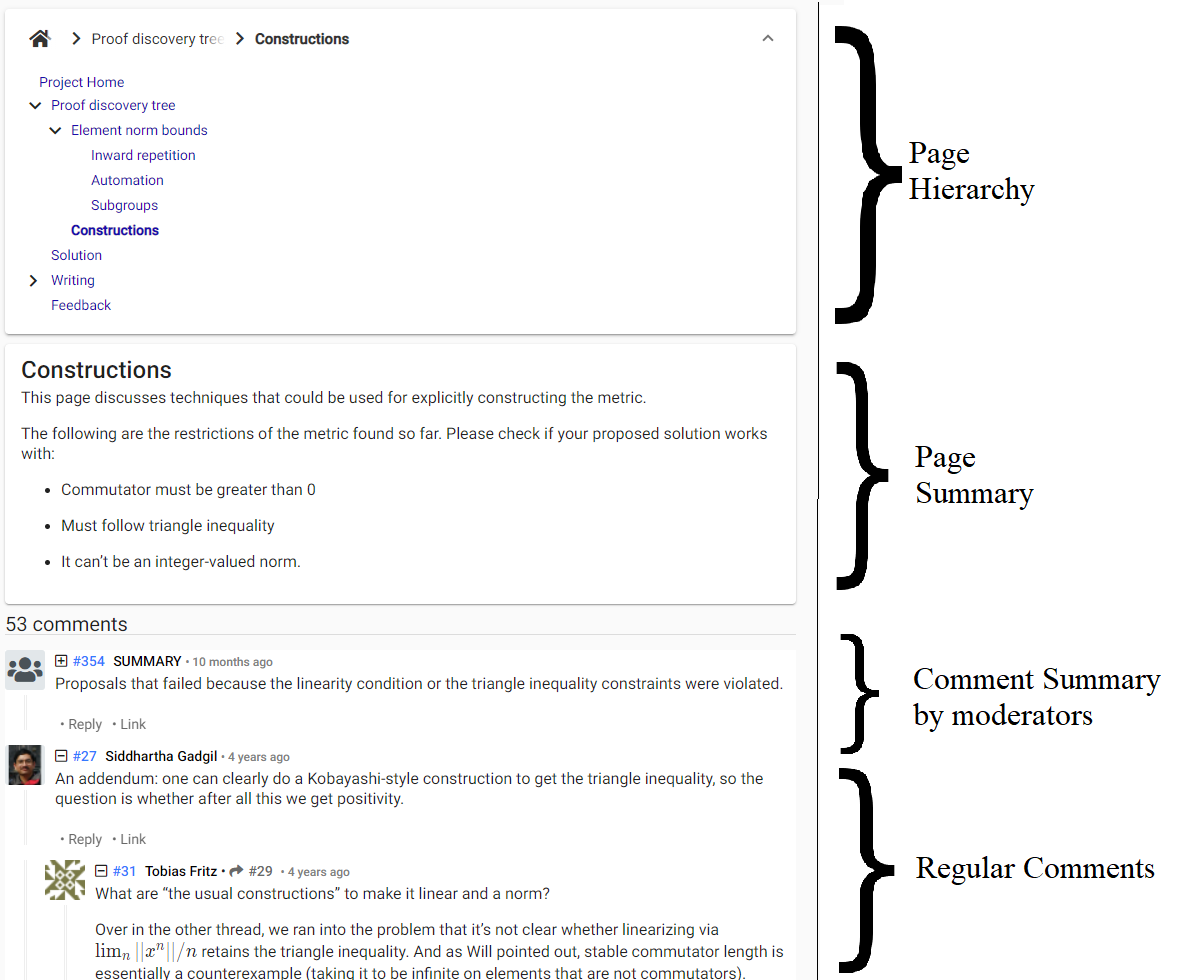 Proof discovery tree Constructions
Project Home
Proof discovery tree
Element norm bounds
Inward repetition
Automation
Subgroups
Constructions
Solution
Writing
Feedback
Page
Hierarchy
Constructions
This page discusses techniques that could be used for explicitly constructing the metric.
The following are the restrictions of the metric found so far. Please check if your proposed solution works
with:
• Commutator must be greater than 0
• Must follow triangle inequality
• It can’t be an integer-valued norm.
Page
Summary
53 comments
#354 SUMMARY • 10 months ago
Proposals that failed because the linearity condition or the triangle inequality constraints were violated.
• Reply • Link
Comment Summary
by moderators
#27 Siddhartha Gadgil • 4 years ago
An addendum: one can clearly do a Kobayashi-style construction to get the triangle inequality, so the
question is whether after all this we get positivity.
• Reply • Link
#31 Tobias Fritz • #29 • 4 years ago
What are “the usual constructions” to make it linear and a norm?
Over in the other thread, we ran into the problem that it’s not clear whether linearizing via
limₙ ||xⁿ||/n retains the triangle inequality. And as Will pointed out, stable commutator length is
essentially a counterexample (taking it to be infinite on elements that are not commutators).
Regular Comments